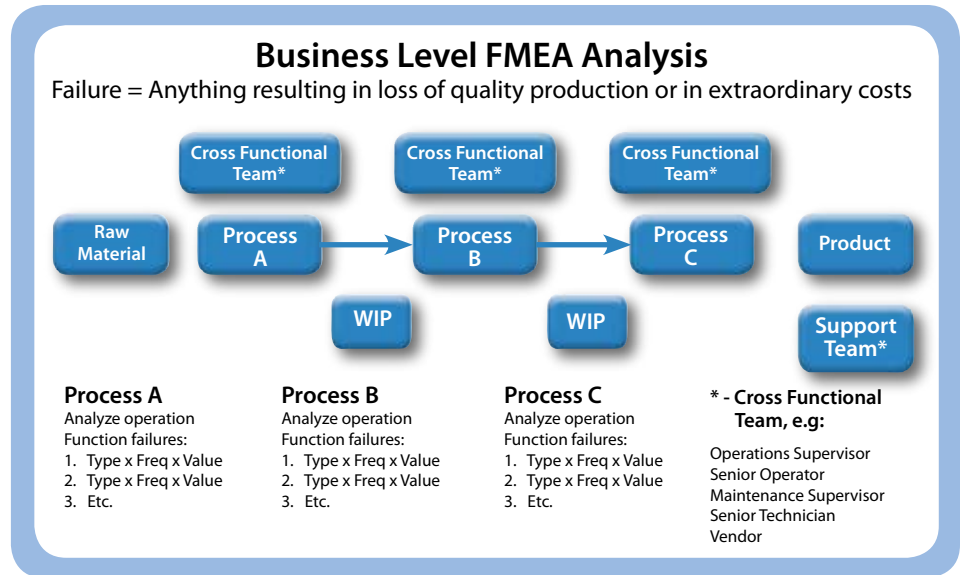 Business Level FMEA Analysis
Failure = Anything resulting in loss of quality production or in extraordinary costs
Cross Functional
Team*
Cross Functional
Team*
Cross Functional
Team*
Raw
Material
Process
A
Process
B
Process
C
Product
WIP
WIP
Support
Team*
Process A
Analyze operation
Function failures:
1. Type x Freq x Value
2. Type x Freq x Value
3. Etc.
Process B
Analyze operation
Function failures:
1. Type x Freq x Value
2. Type x Freq x Value
3. Etc.
Process C
Analyze operation
Function failures:
1. Type x Freq x Value
2. Type x Freq x Value
3. Etc.
* - Cross Functional
Team, e.g:
Operations Supervisor
Senior Operator
Maintenance Supervisor
Senior Technician
Vendor